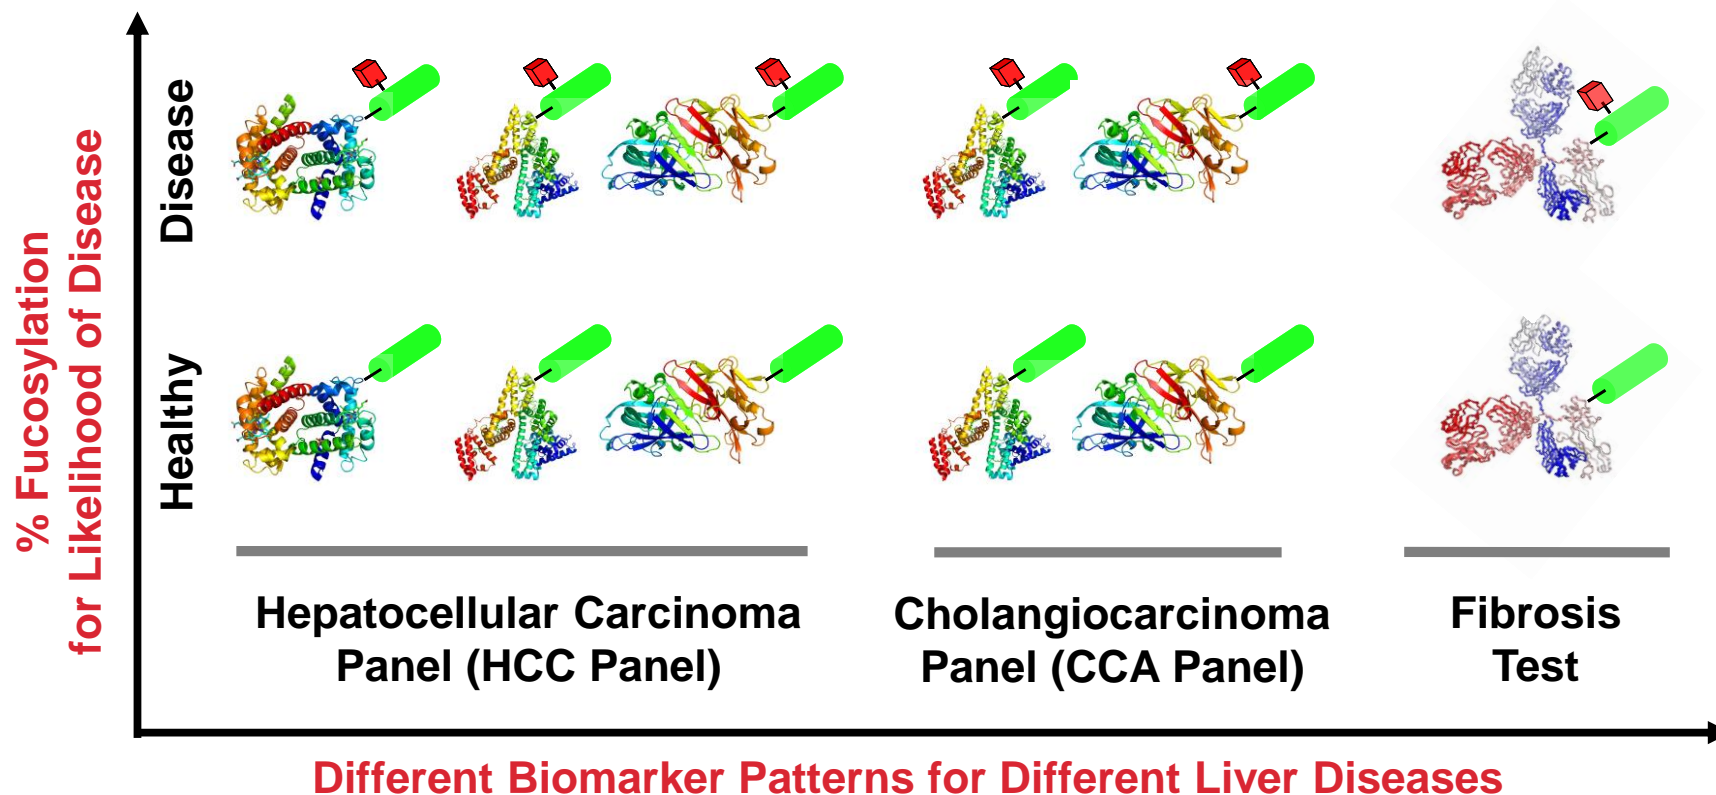 % Fucosylation
for Likelihood of Disease
Disease
Healthy
Hepatocellular Carcinoma
Panel (HCC Panel)
Cholangiocarcinoma
Panel (CCA Panel)
Fibrosis
Test
Different Biomarker Patterns for Different Liver Diseases